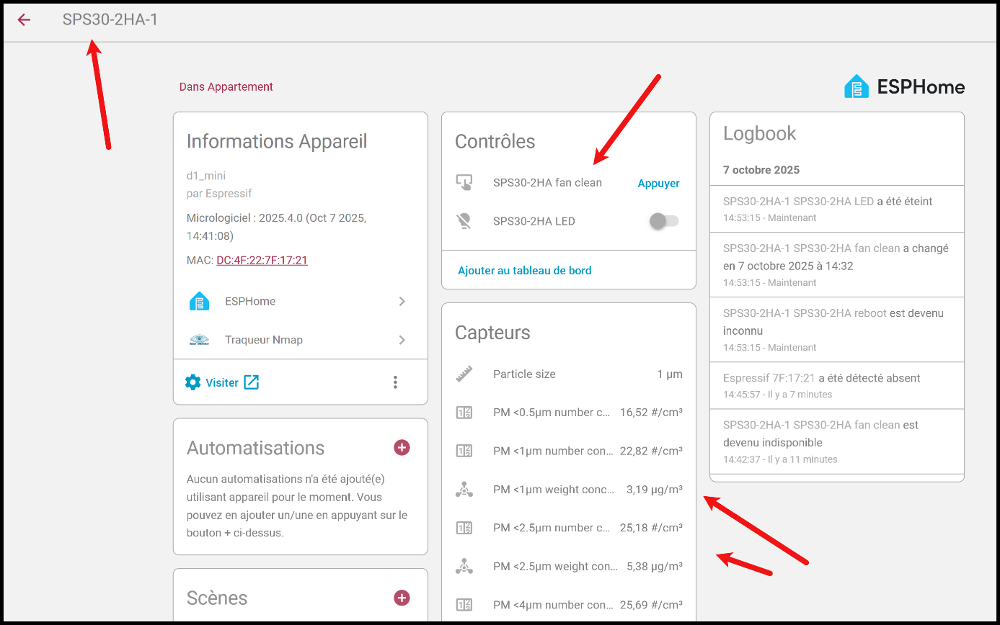 SPS30-2HA-1
Dans Appartement
ESPHome
Informations Appareil
d1_mini
par Espressif
Micrologiciel : 2025.4.0 (Oct 7 2025,
14:41:08)
MAC: DC:4F:22:7F:17:21
ESPHome
Traqueur Nmap
Visiter
Automatisations
Aucun automatisations n'a été ajouté(e)
utilisant appareil pour le moment. Vous
pouvez en ajouter un/une en appuyant sur le
bouton + ci-dessus.
Scènes
Contrôles
SPS30-2HA fan clean Appuyer
SPS30-2HA LED
Ajouter au tableau de bord
Capteurs
Particle size 1 µm
PM <0.5µm number c... 16,52 #/cm³
PM <1µm number con... 22,82 #/cm³
PM <1µm weight conc... 3,19 µg/m³
PM <2.5µm number c... 25,18 #/cm³
PM <2.5µm weight con... 5,38 µg/m³
PM <4µm number con... 25,69 #/cm³
Logbook
7 octobre 2025
SPS30-2HA-1 SPS30-2HA LED a été éteint
14:53:15 - Maintenant
SPS30-2HA-1 SPS30-2HA fan clean a changé
en 7 octobre 2025 à 14:32
14:53:15 - Maintenant
SPS30-2HA-1 SPS30-2HA reboot est devenu
inconnu
14:53:15 - Maintenant
Espressif 7F:17:21 a été détecté absent
14:45:57 - Il y a 7 minutes
SPS30-2HA-1 SPS30-2HA fan clean est
devenu indisponible
14:42:37 - Il y a 11 minutes